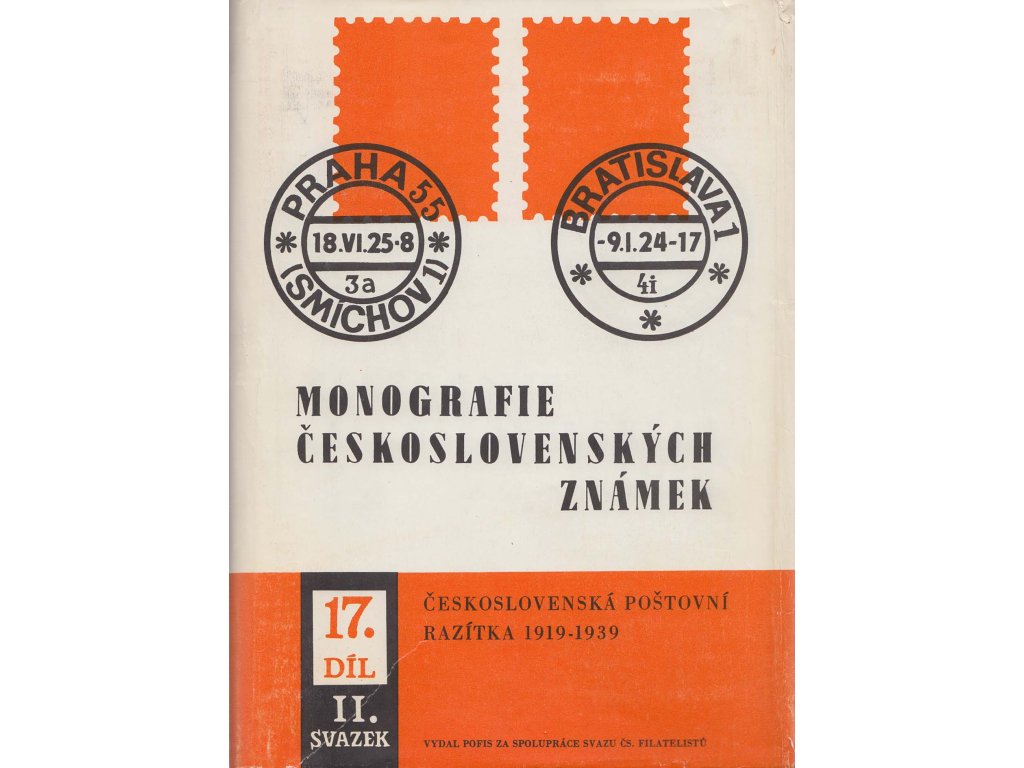 PRAHA 55
18.VI.25-8
3a
(SMÍCHOV 1)
BRATISLAVA 1
-9.I.24-17
4i
MONOGRAFIE
ČESKOSLOVENSKÝCH
ZNÁMEK
17.
DÍL
II.
SVAZEK
ČESKOSLOVENSKÁ POŠTOVNÍ
RAZÍTKA 1919-1939
VYDAL POFIS ZA SPOLUPRÁCE SVAZU ČS. FILATELISTŮ